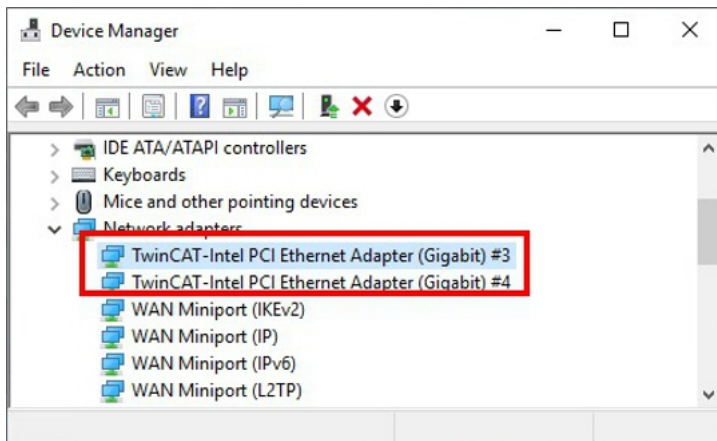 Device Manager
File Action View Help
IDE ATA/ATAPI controllers
Keyboards
Mice and other pointing devices
Network adapters
TwinCAT-Intel PCI Ethernet Adapter (Gigabit) #3
TwinCAT-Intel PCI Ethernet Adapter (Gigabit) #4
WAN Miniport (IKEv2)
WAN Miniport (IP)
WAN Miniport (IPv6)
WAN Miniport (L2TP)